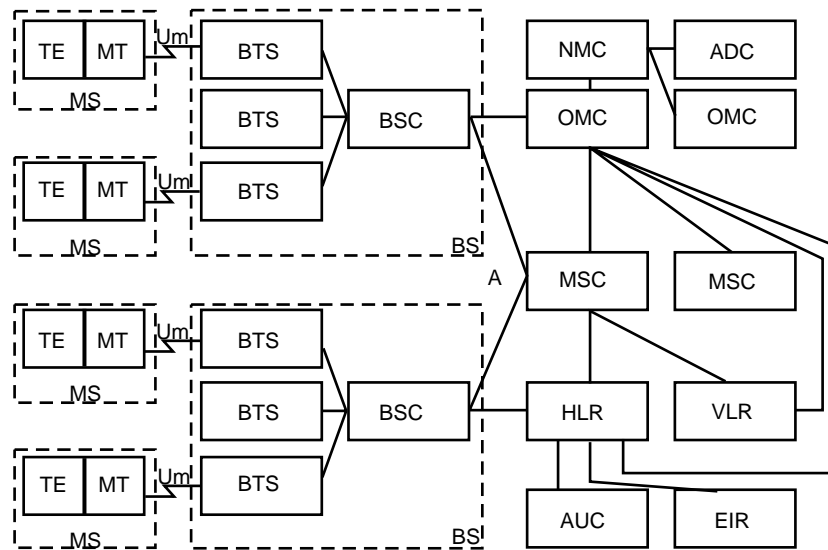 TE MT Um BTS NMC ADC
MS
BTS BSC OMC OMC
TE MT Um BTS
MS BS
A MSC MSC
TE MT Um BTS
MS
BTS BSC HLR VLR
TE MT Um BTS AUC EIR
MS BS